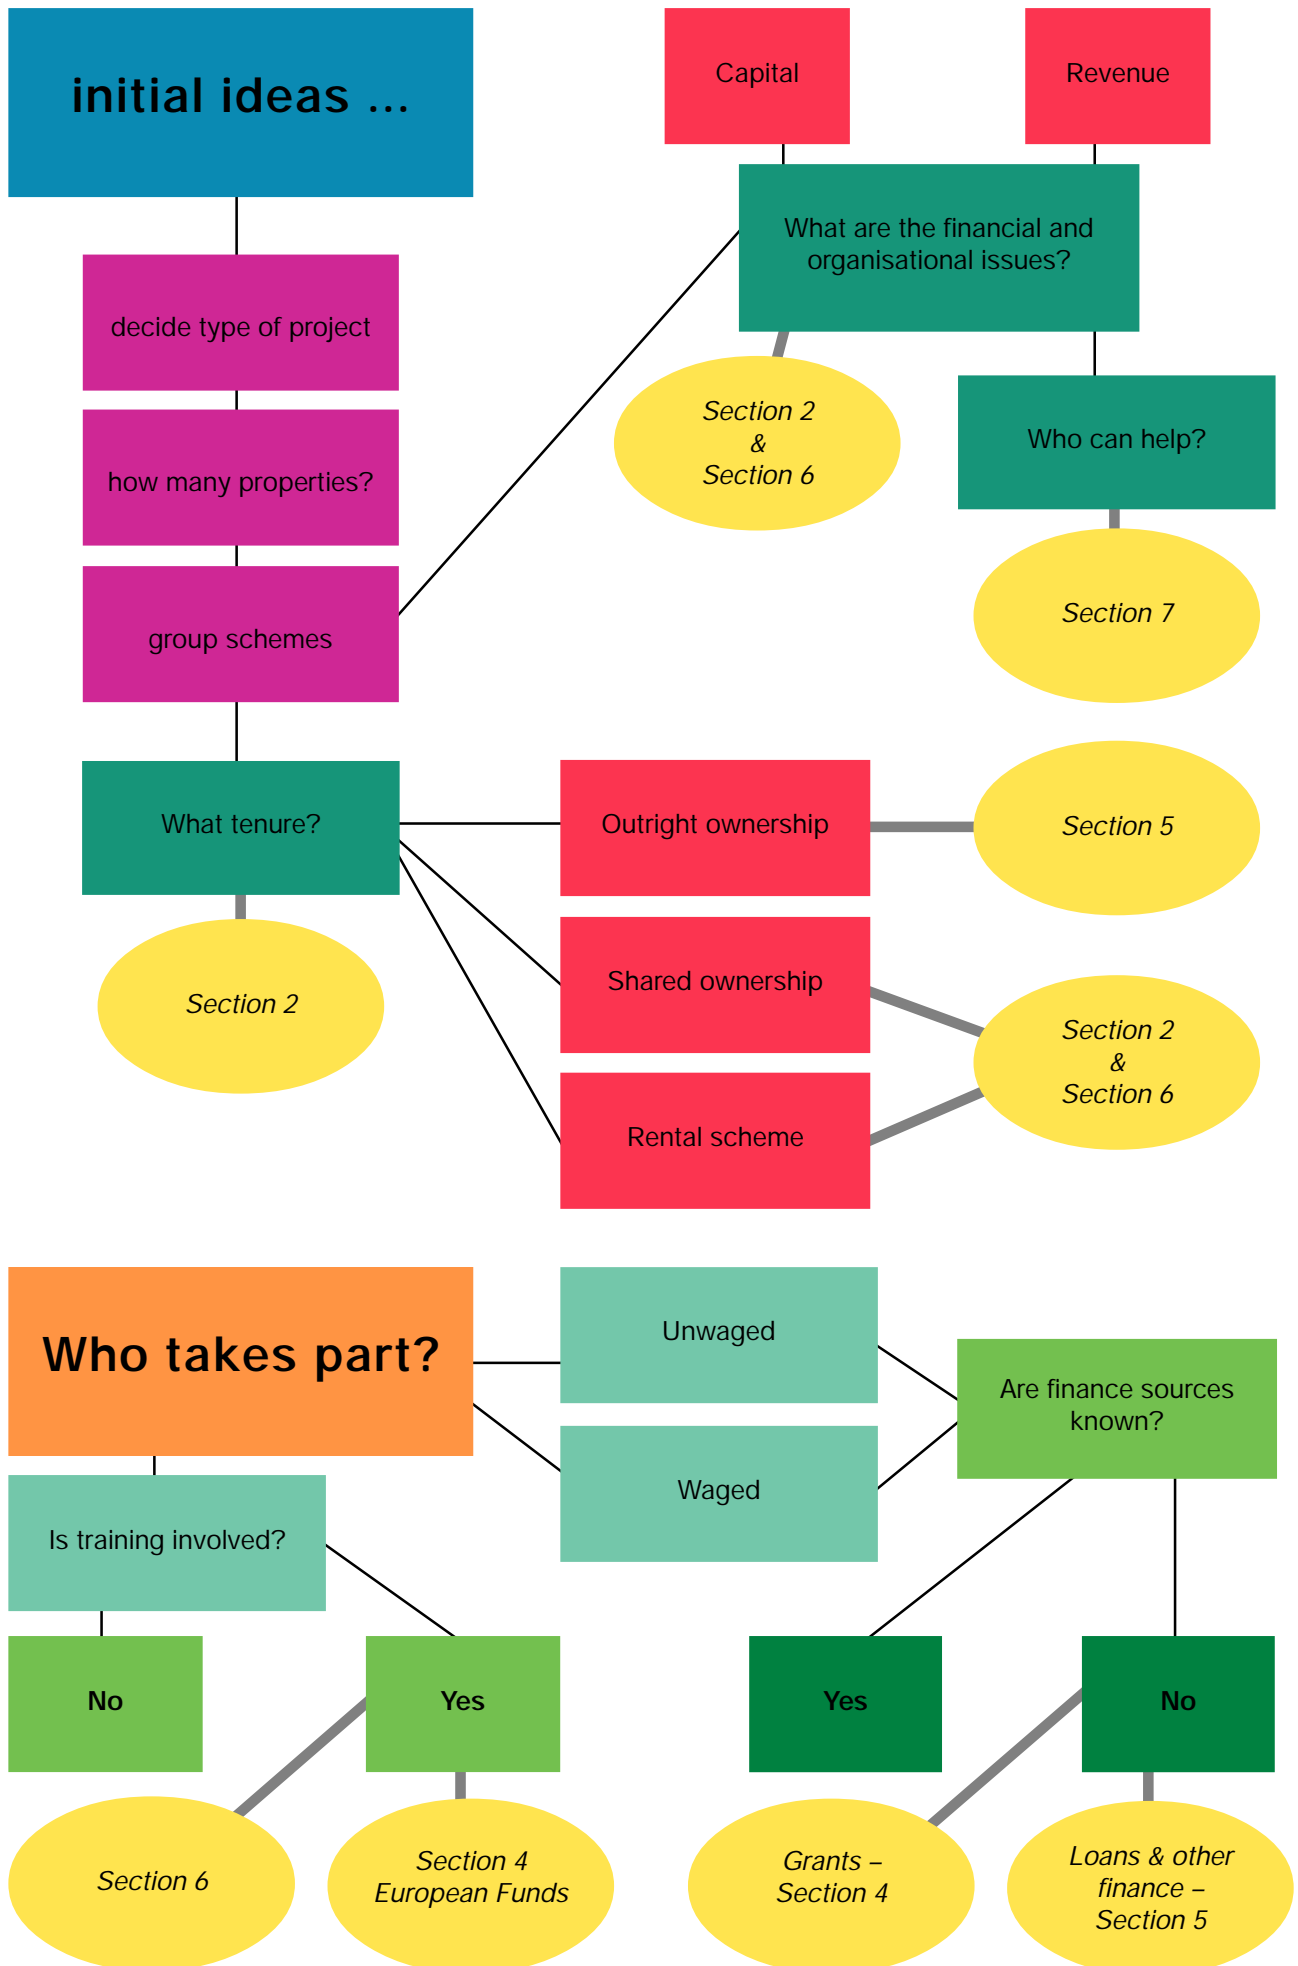 initial ideas ...
Capital
Revenue
What are the financial and
organisational issues?
decide type of project
Section 2
&
Section 6
Who can help?
how many properties?
Section 7
group schemes
What tenure?
Outright ownership
Section 5
Section 2
Shared ownership
Section 2
&
Section 6
Rental scheme
Who takes part?
Unwaged
Are finance sources
known?
Waged
Is training involved?
No
Yes
Yes
No
Section 6
Section 4
European Funds
Grants –
Section 4
Loans & other
finance –
Section 5